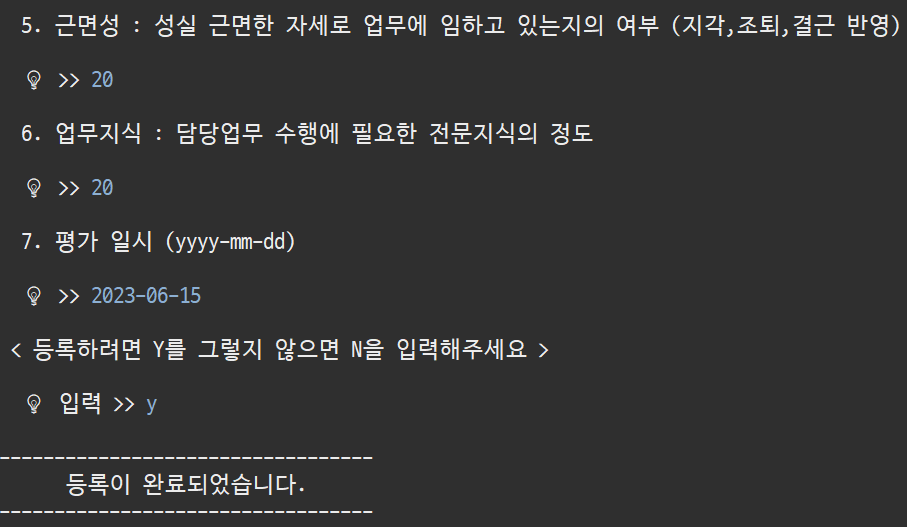 5. 근면성 : 성실 근면한 자세로 업무에 임하고 있는지의 여부 (지각,조퇴,결근 반영)
>> 20
6. 업무지식 : 담당업무 수행에 필요한 전문지식의 정도
>> 20
7. 평가 일시 (yyyy-mm-dd)
>> 2023-06-15
< 등록하려면 Y를 그렇지 않으면 N을 입력해주세요 >
입력 >> y
----------------------------------
등록이 완료되었습니다.
----------------------------------